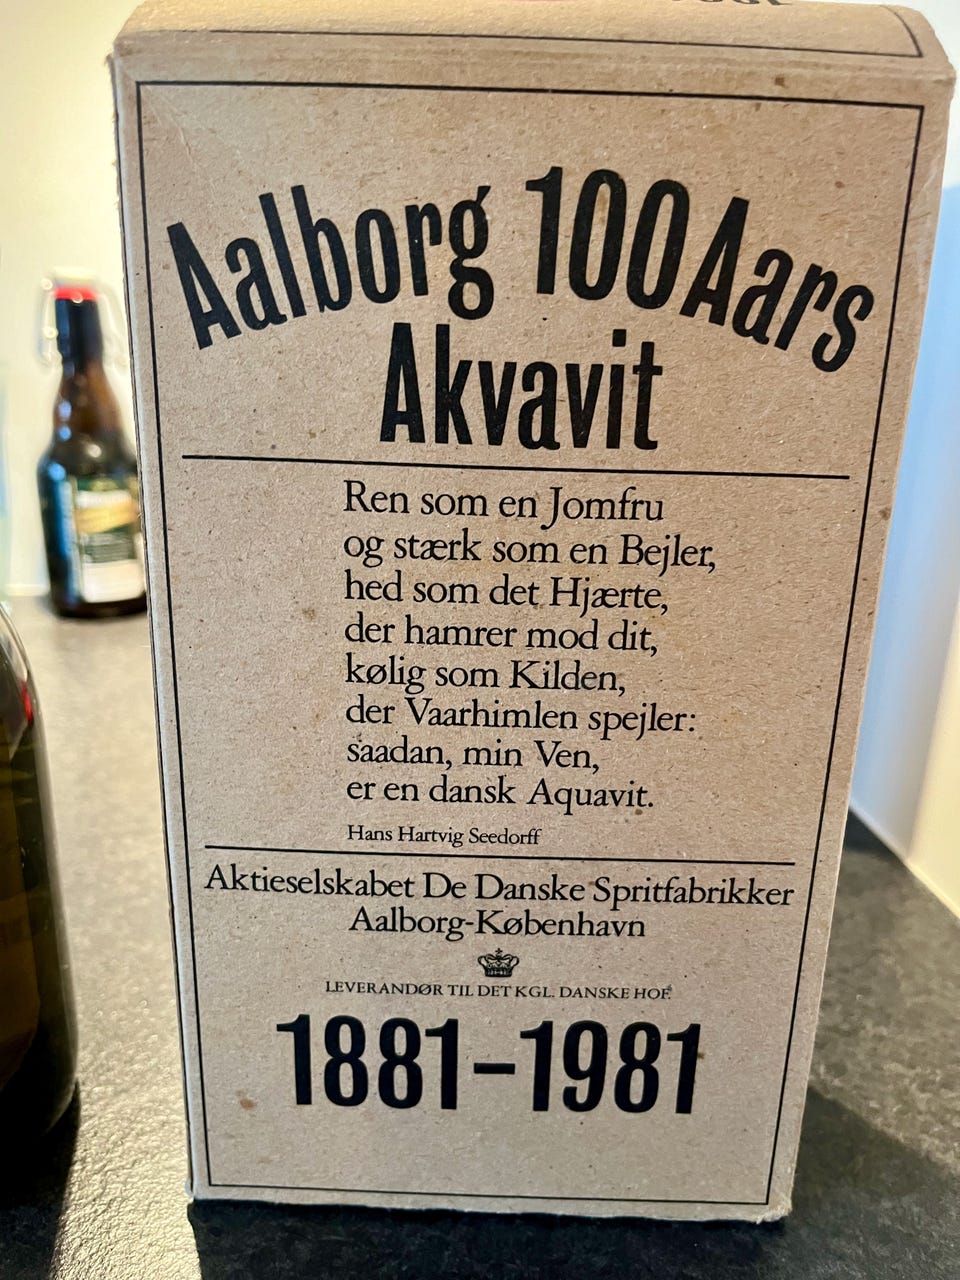 Aalborg 100 Aars
Akvavit
Ren som en Jomfru
og stærk som en Bejler,
hed som det Hjærte,
der hamrer mod dit,
kølig som Kilden,
der Vaarhimlen spejler:
saadan, min Ven,
er en dansk Aquavit.
Hans Hartvig Seedorff
Aktieselskabet De Danske Spritfabrikker
Aalborg-København
LEVERANDØR TIL DET KGL. DANSKE HOF
1881-1981